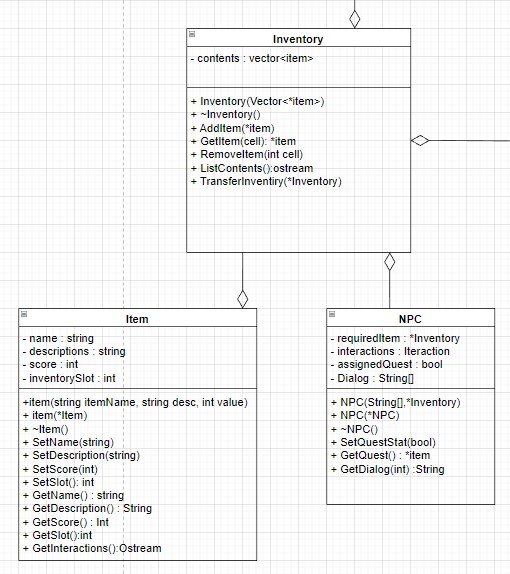 Inventory
- contents : vector<item>
+ Inventory(Vector<*item>)
+ ~Inventory()
+ AddItem(*item)
+ GetItem(cell): *item
+ RemoveItem(int cell)
+ ListContents():ostream
+ TransferInventiry(*Inventory)
Item
- name : string
- descriptions : string
- score : int
- inventorySlot : int
+item(string itemName, string desc, int value)
+ item(*Item)
+ ~Item()
+ SetName(string)
+ SetDescription(string)
+ SetScore(int)
+ SetSlot(): int
+ GetName() : string
+ GetDescription() : String
+ GetScore() : Int
+ GetSlot():int
+ GetInteractions():Ostream
NPC
- requiredItem : *Inventory
- interactions : Iteraction
- assignedQuest : bool
- Dialog : String[]
+ NPC(String[],*Inventory)
+ NPC(*NPC)
+ ~NPC()
+ SetQuestStat(bool)
+ GetQuest() : *item
+ GetDialog(int) :String